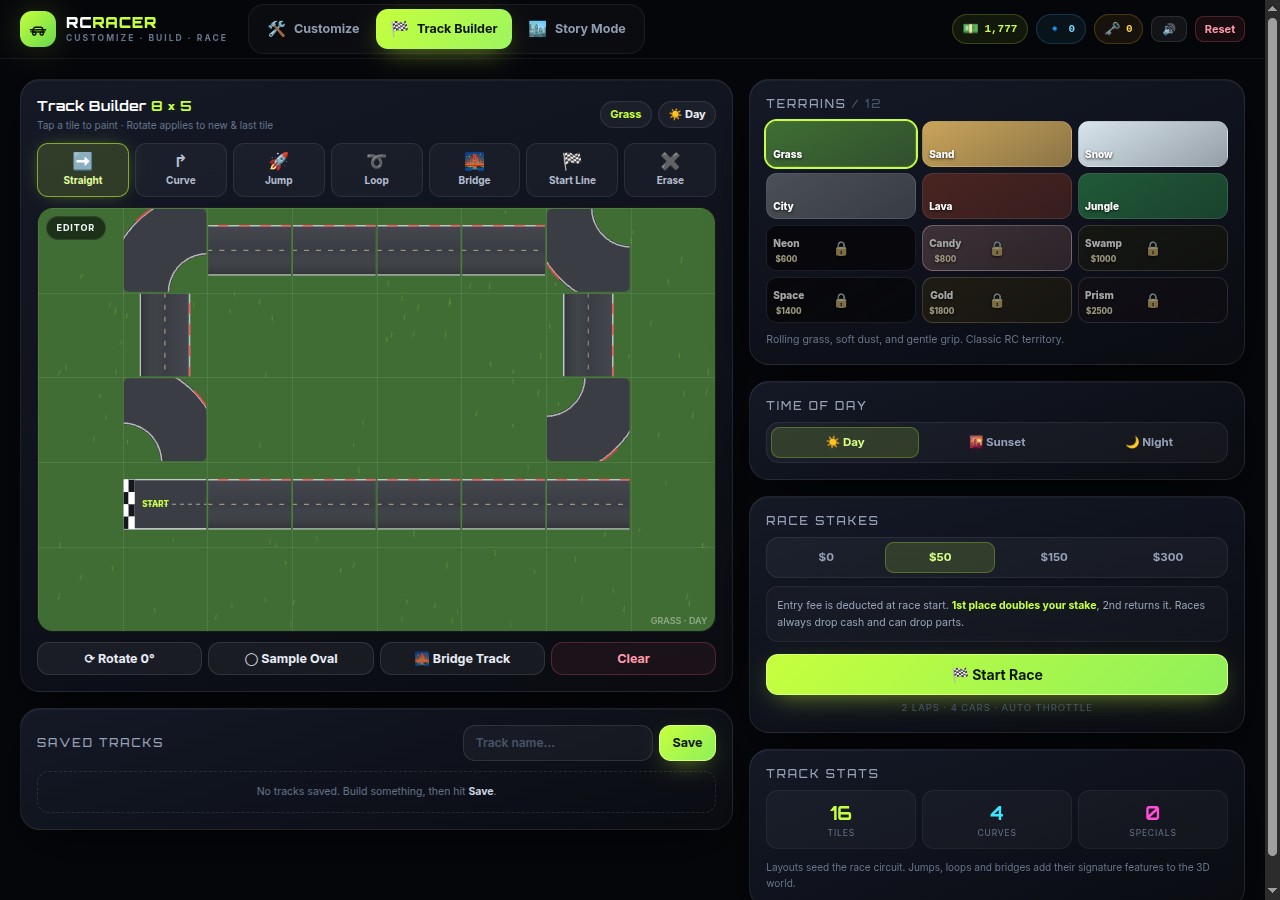 RCRACER
CUSTOMIZE · BUILD · RACE
🛠️ Customize
🏁 Track Builder
🏙️ Story Mode
💵 1,777
🔹 0
🗝️ 0
🔊
Reset
Track Builder 8 x 5
Tap a tile to paint · Rotate applies to new & last tile
Grass
☀️ Day
➡️ Straight
↱ Curve
🚀 Jump
➰ Loop
🌉 Bridge
🏁 Start Line
✖️ Erase
EDITOR
START
GRASS · DAY
⟳ Rotate 0°
◯ Sample Oval
🌉 Bridge Track
Clear
SAVED TRACKS
Track name...
Save
No tracks saved. Build something, then hit Save.
TERRAINS / 12
Grass
Sand
Snow
City
Lava
Jungle
Neon
$600
Candy
$800
Swamp
$1000
Space
$1400
Gold
$1800
Prism
$2500
Rolling grass, soft dust, and gentle grip. Classic RC territory.
TIME OF DAY
☀️ Day
🌇 Sunset
🌙 Night
RACE STAKES
$0
$50
$150
$300
Entry fee is deducted at race start. 1st place doubles your stake, 2nd returns it. Races
always drop cash and can drop parts.
🏁 Start Race
2 LAPS · 4 CARS · AUTO THROTTLE
TRACK STATS
16
TILES
4
CURVES
0
SPECIALS
Layouts seed the race circuit. Jumps, loops and bridges add their signature features to the 3D
world.